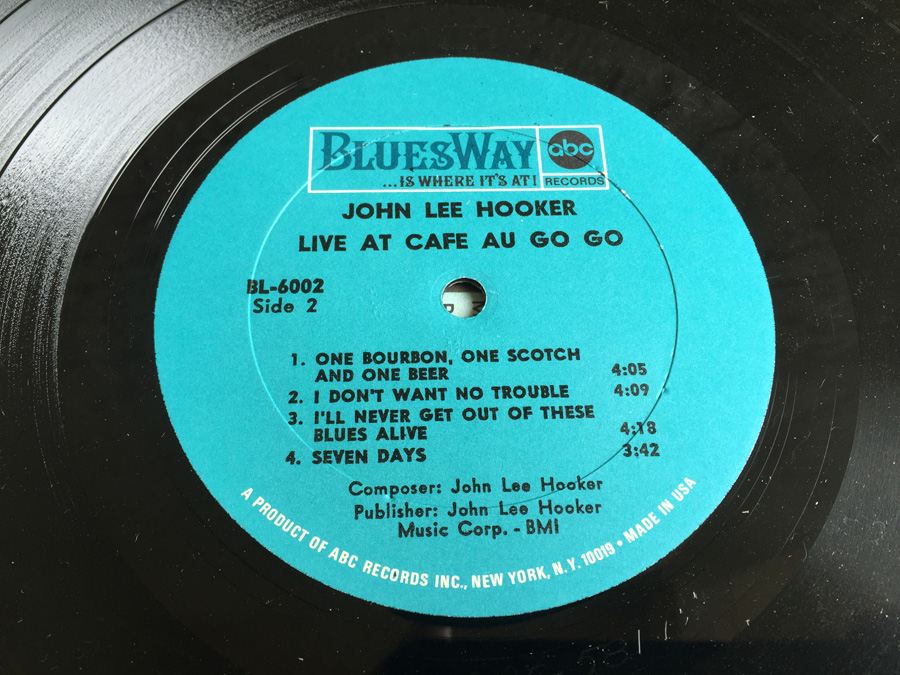 BLUESWAY
...IS WHERE IT'S AT!
abc
RECORDS
JOHN LEE HOOKER
LIVE AT CAFE AU GO GO
BL-6002
Side 2
1. ONE BOURBON, ONE SCOTCH
AND ONE BEER 4:05
2. I DON'T WANT NO TROUBLE 4:09
3. I'LL NEVER GET OUT OF THESE
BLUES ALIVE 4:18
4. SEVEN DAYS 3:42
Composer: John Lee Hooker
Publisher: John Lee Hooker
Music Corp. - BMI
A PRODUCT OF ABC RECORDS INC., NEW YORK, N.Y. 10019 • MADE IN USA